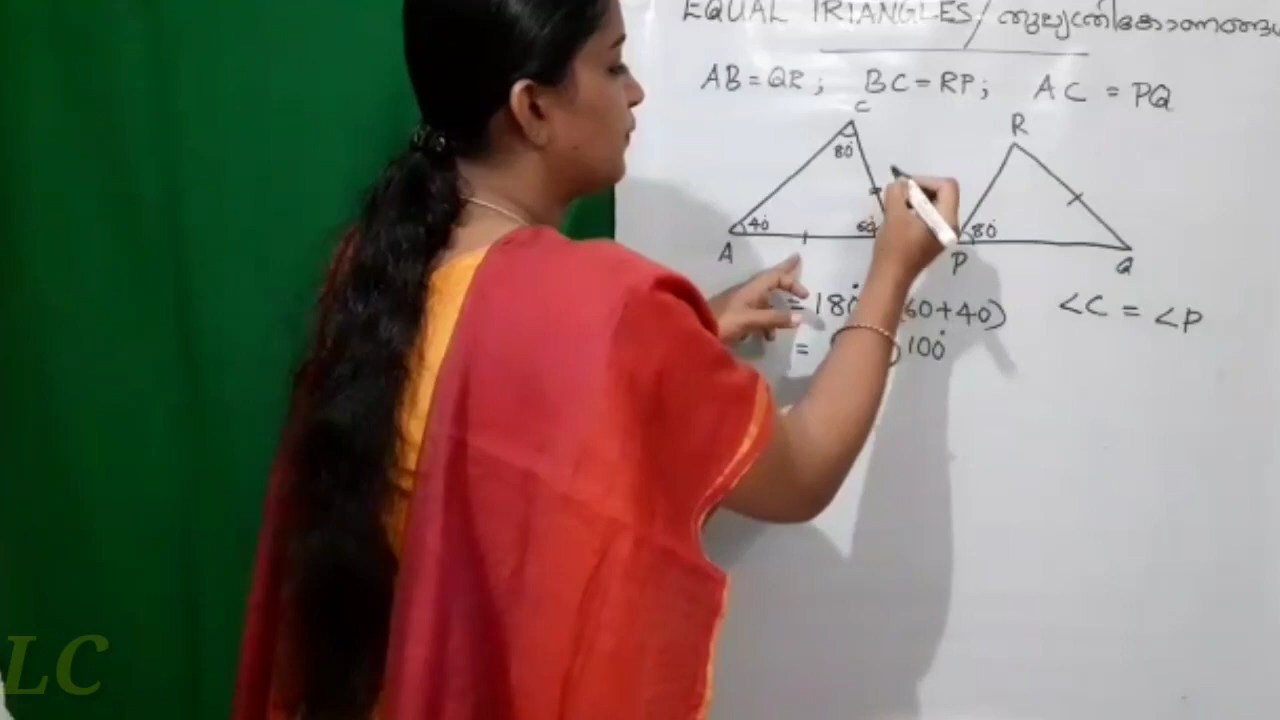 EQUAL TRIANGLES/ തുല്യത്രികോണങ്ങൾ
AB = QR ; BC = RP ; AC = PQ
C
R
80°
40°
60°
80°
A
P
Q
= 180° (60+40)
∠C = ∠P
= 100°
LC